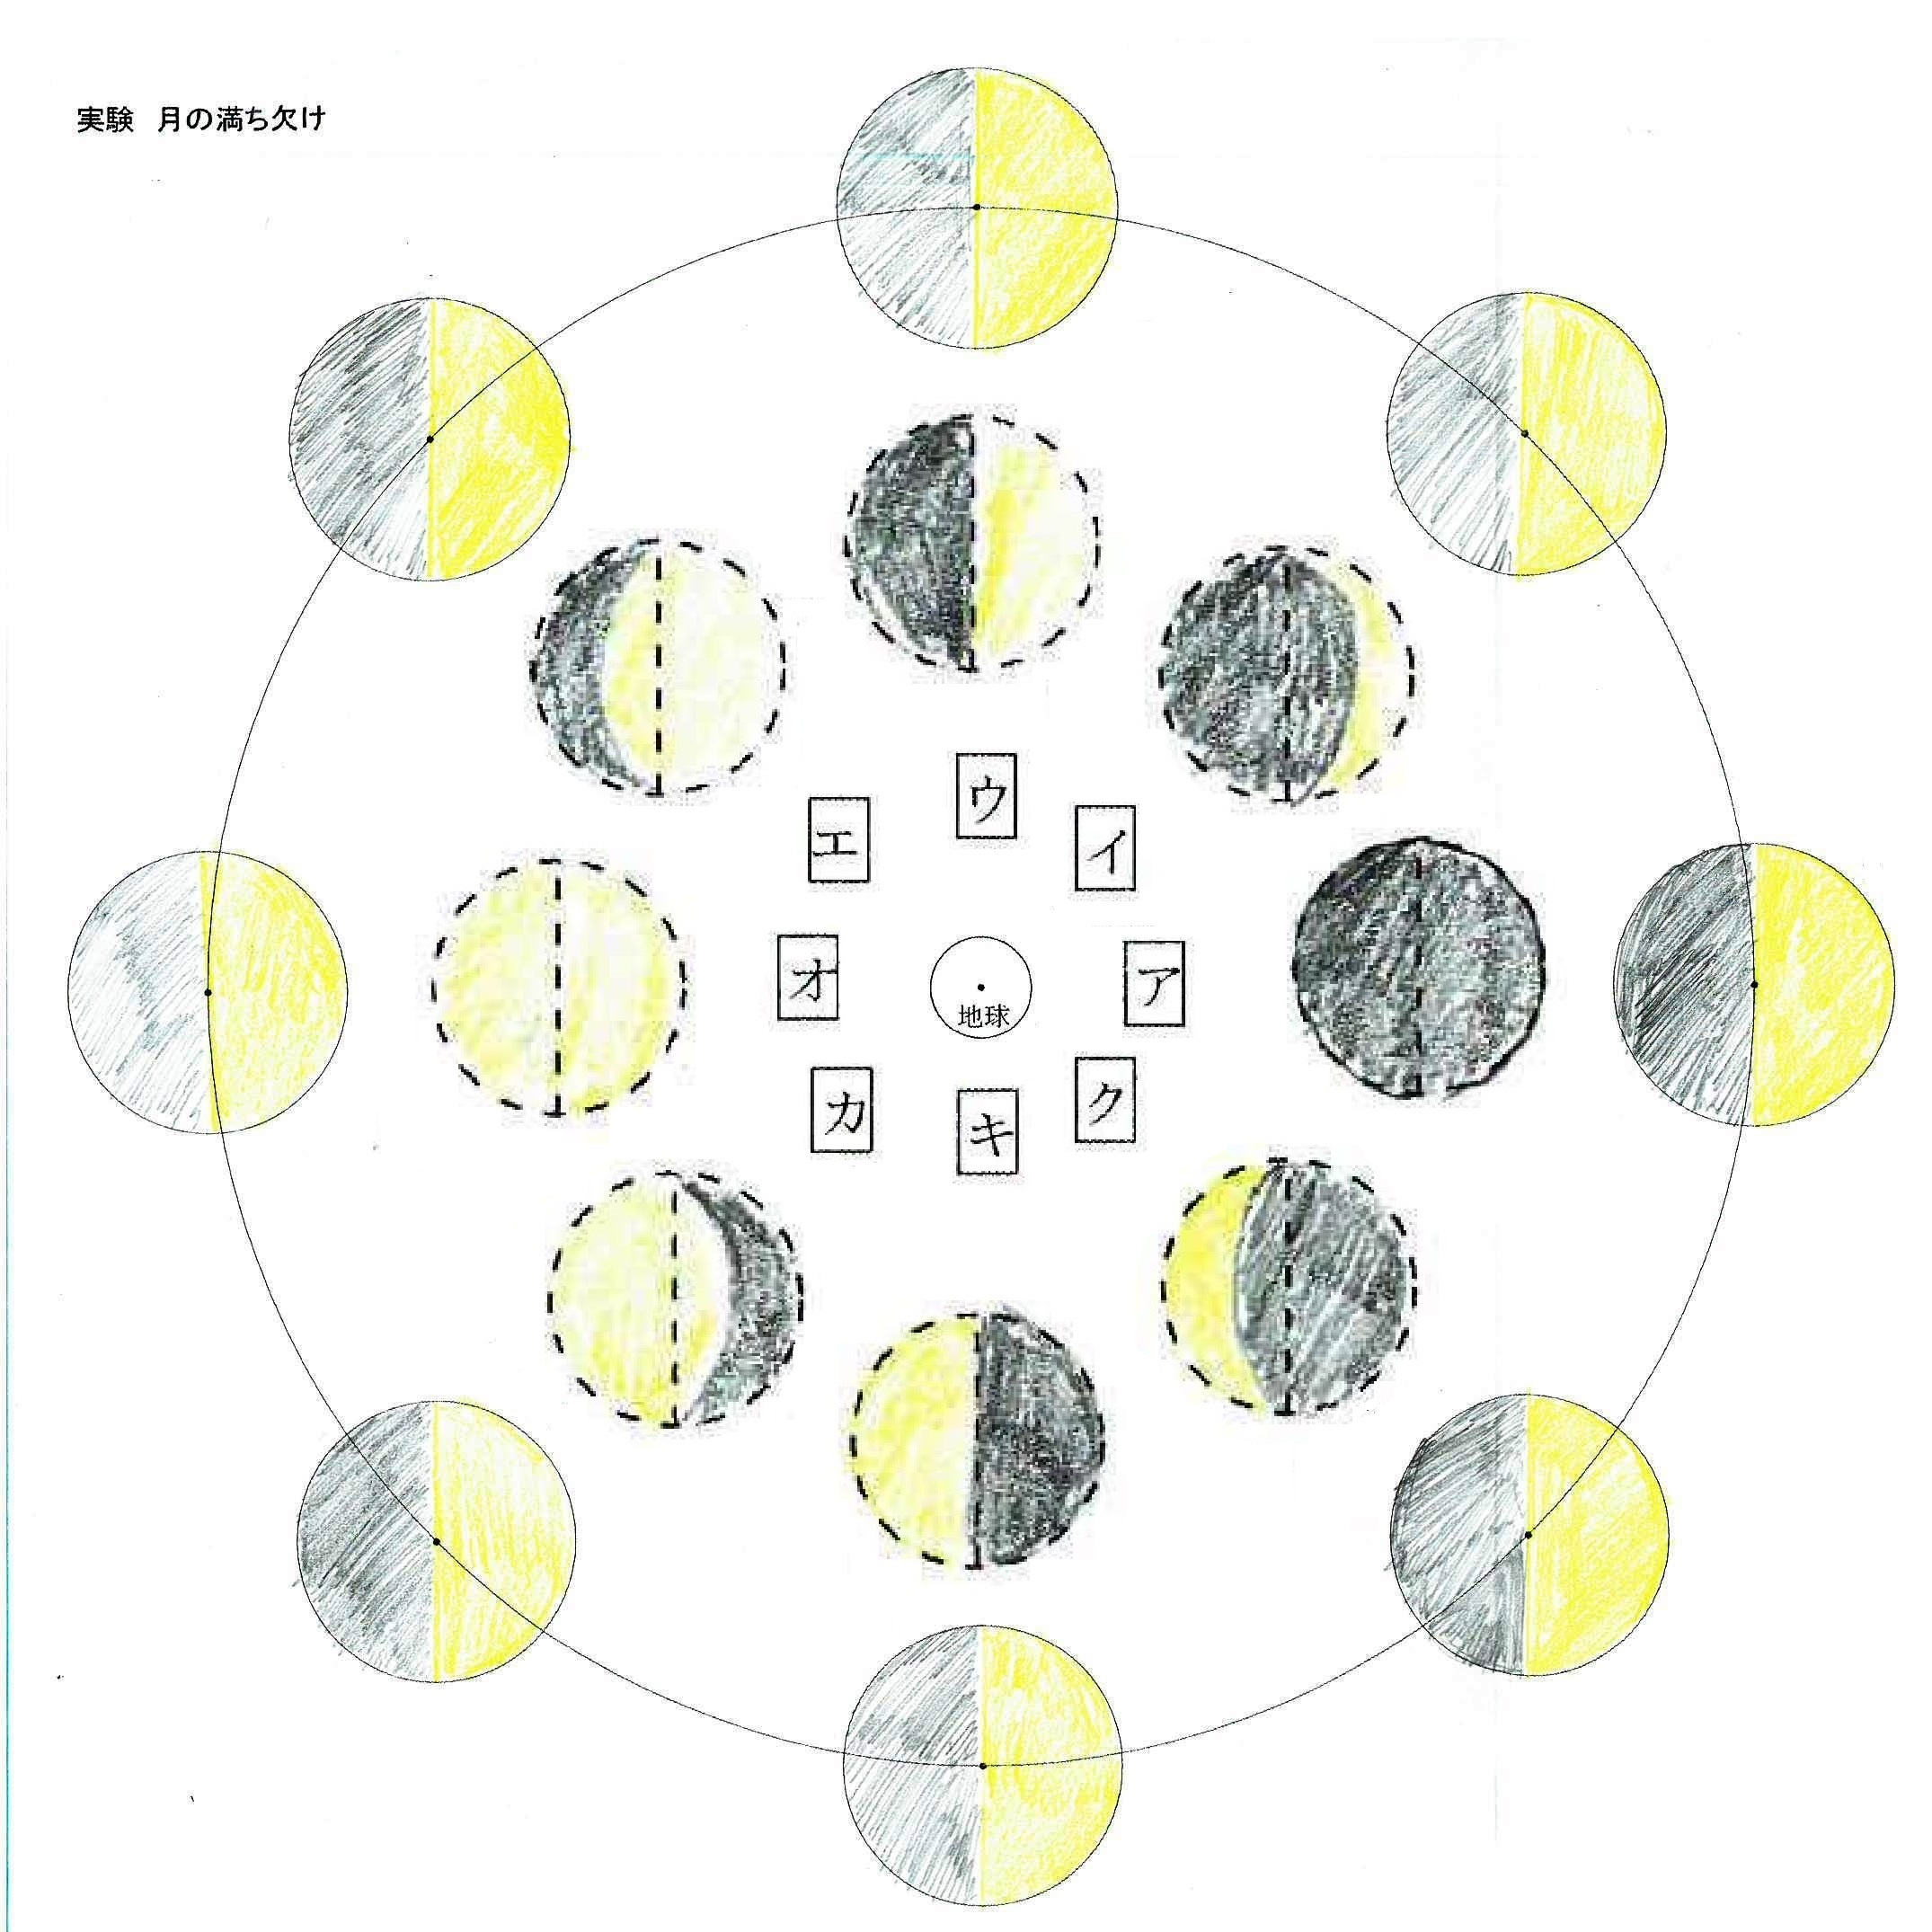 実験 月の満ち欠け
ウ
エ
イ
オ
ア
地球
カ
ク
キ